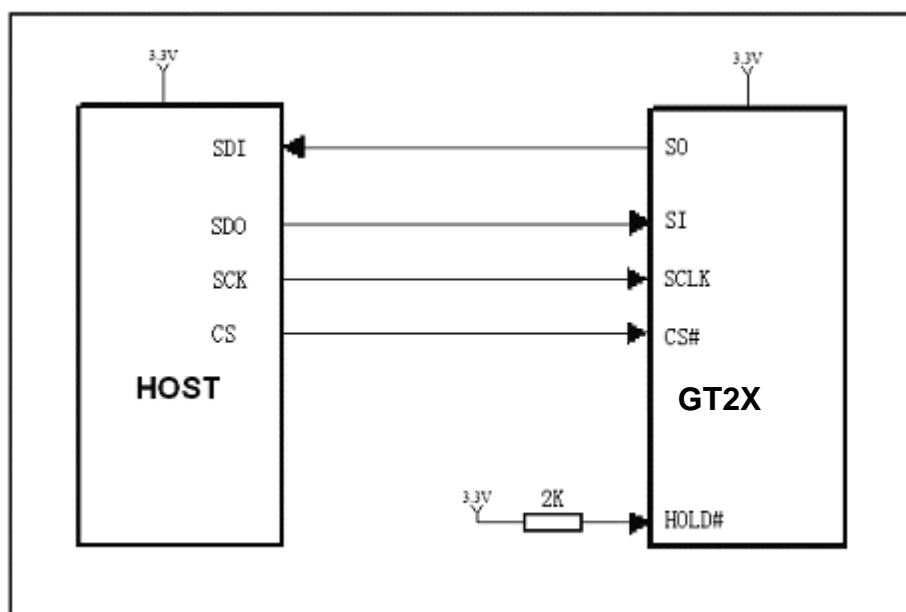 3.3V
3.3V
SDI
SO
SDO
SI
SCK
SCLK
CS
CS#
HOST
GT2X
3.3V
2K
HOLD#